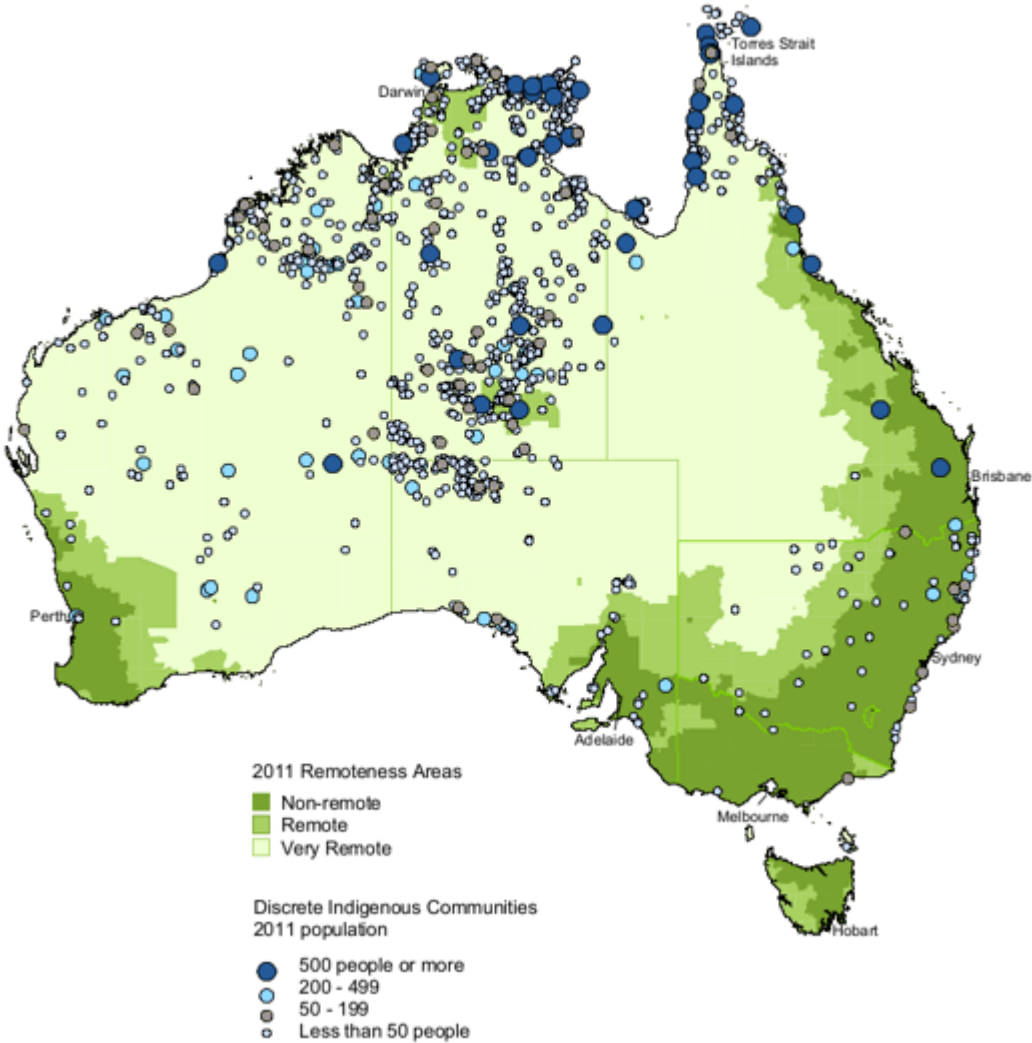 Torres Strait
Islands
Darwin
Brisbane
Perth
Sydney
Adelaide
2011 Remoteness Areas
Non-remote
Remote
Very Remote
Melbourne
Hobart
Discrete Indigenous Communities
2011 population
500 people or more
200 - 499
50 - 199
Less than 50 people